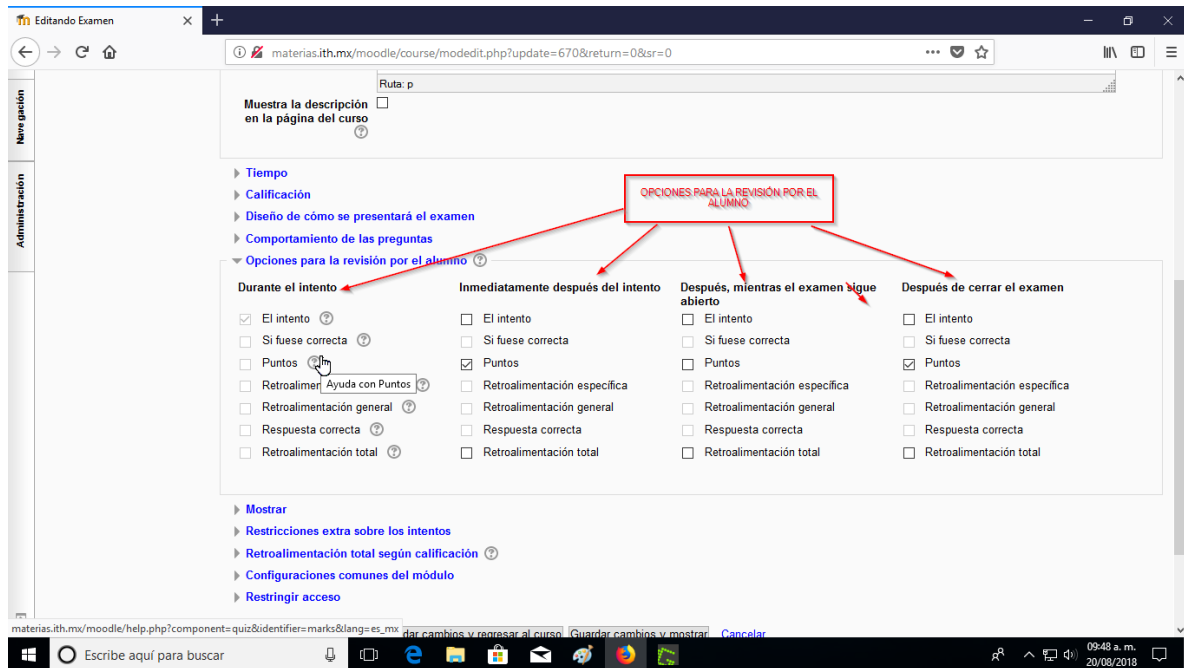 Editando Examen
materias.ith.mx/moodle/course/modedit.php?update=670&return=0&sr=0
Navegación
Administración
Ruta: p
Muestra la descripción
en la página del curso
Tiempo
Calificación
OPCIONES PARA LA REVISIÓN POR EL
ALUMNO
Diseño de cómo se presentará el examen
Comportamiento de las preguntas
Opciones para la revisión por el alumno
Durante el intento
El intento
Si fuese correcta
Puntos
Ayuda con Puntos
Retroalimen
Retroalimentación general
Respuesta correcta
Retroalimentación total
Inmediatamente después del intento
El intento
Si fuese correcta
Puntos
Retroalimentación específica
Retroalimentación general
Respuesta correcta
Retroalimentación total
Después, mientras el examen sigue
abierto
El intento
Si fuese correcta
Puntos
Retroalimentación específica
Retroalimentación general
Respuesta correcta
Retroalimentación total
Después de cerrar el examen
El intento
Si fuese correcta
Puntos
Retroalimentación específica
Retroalimentación general
Respuesta correcta
Retroalimentación total
Mostrar
Restricciones extra sobre los intentos
Retroalimentación total según calificación
Configuraciones comunes del módulo
Restringir acceso
materias.ith.mx/moodle/help.php?component=quiz&identifier=marks&lang=es_mx
dar cambios y regresar al curso
Guardar cambios y mostrar
Cancelar
Escribe aquí para buscar
09:48 a. m.
20/08/2018